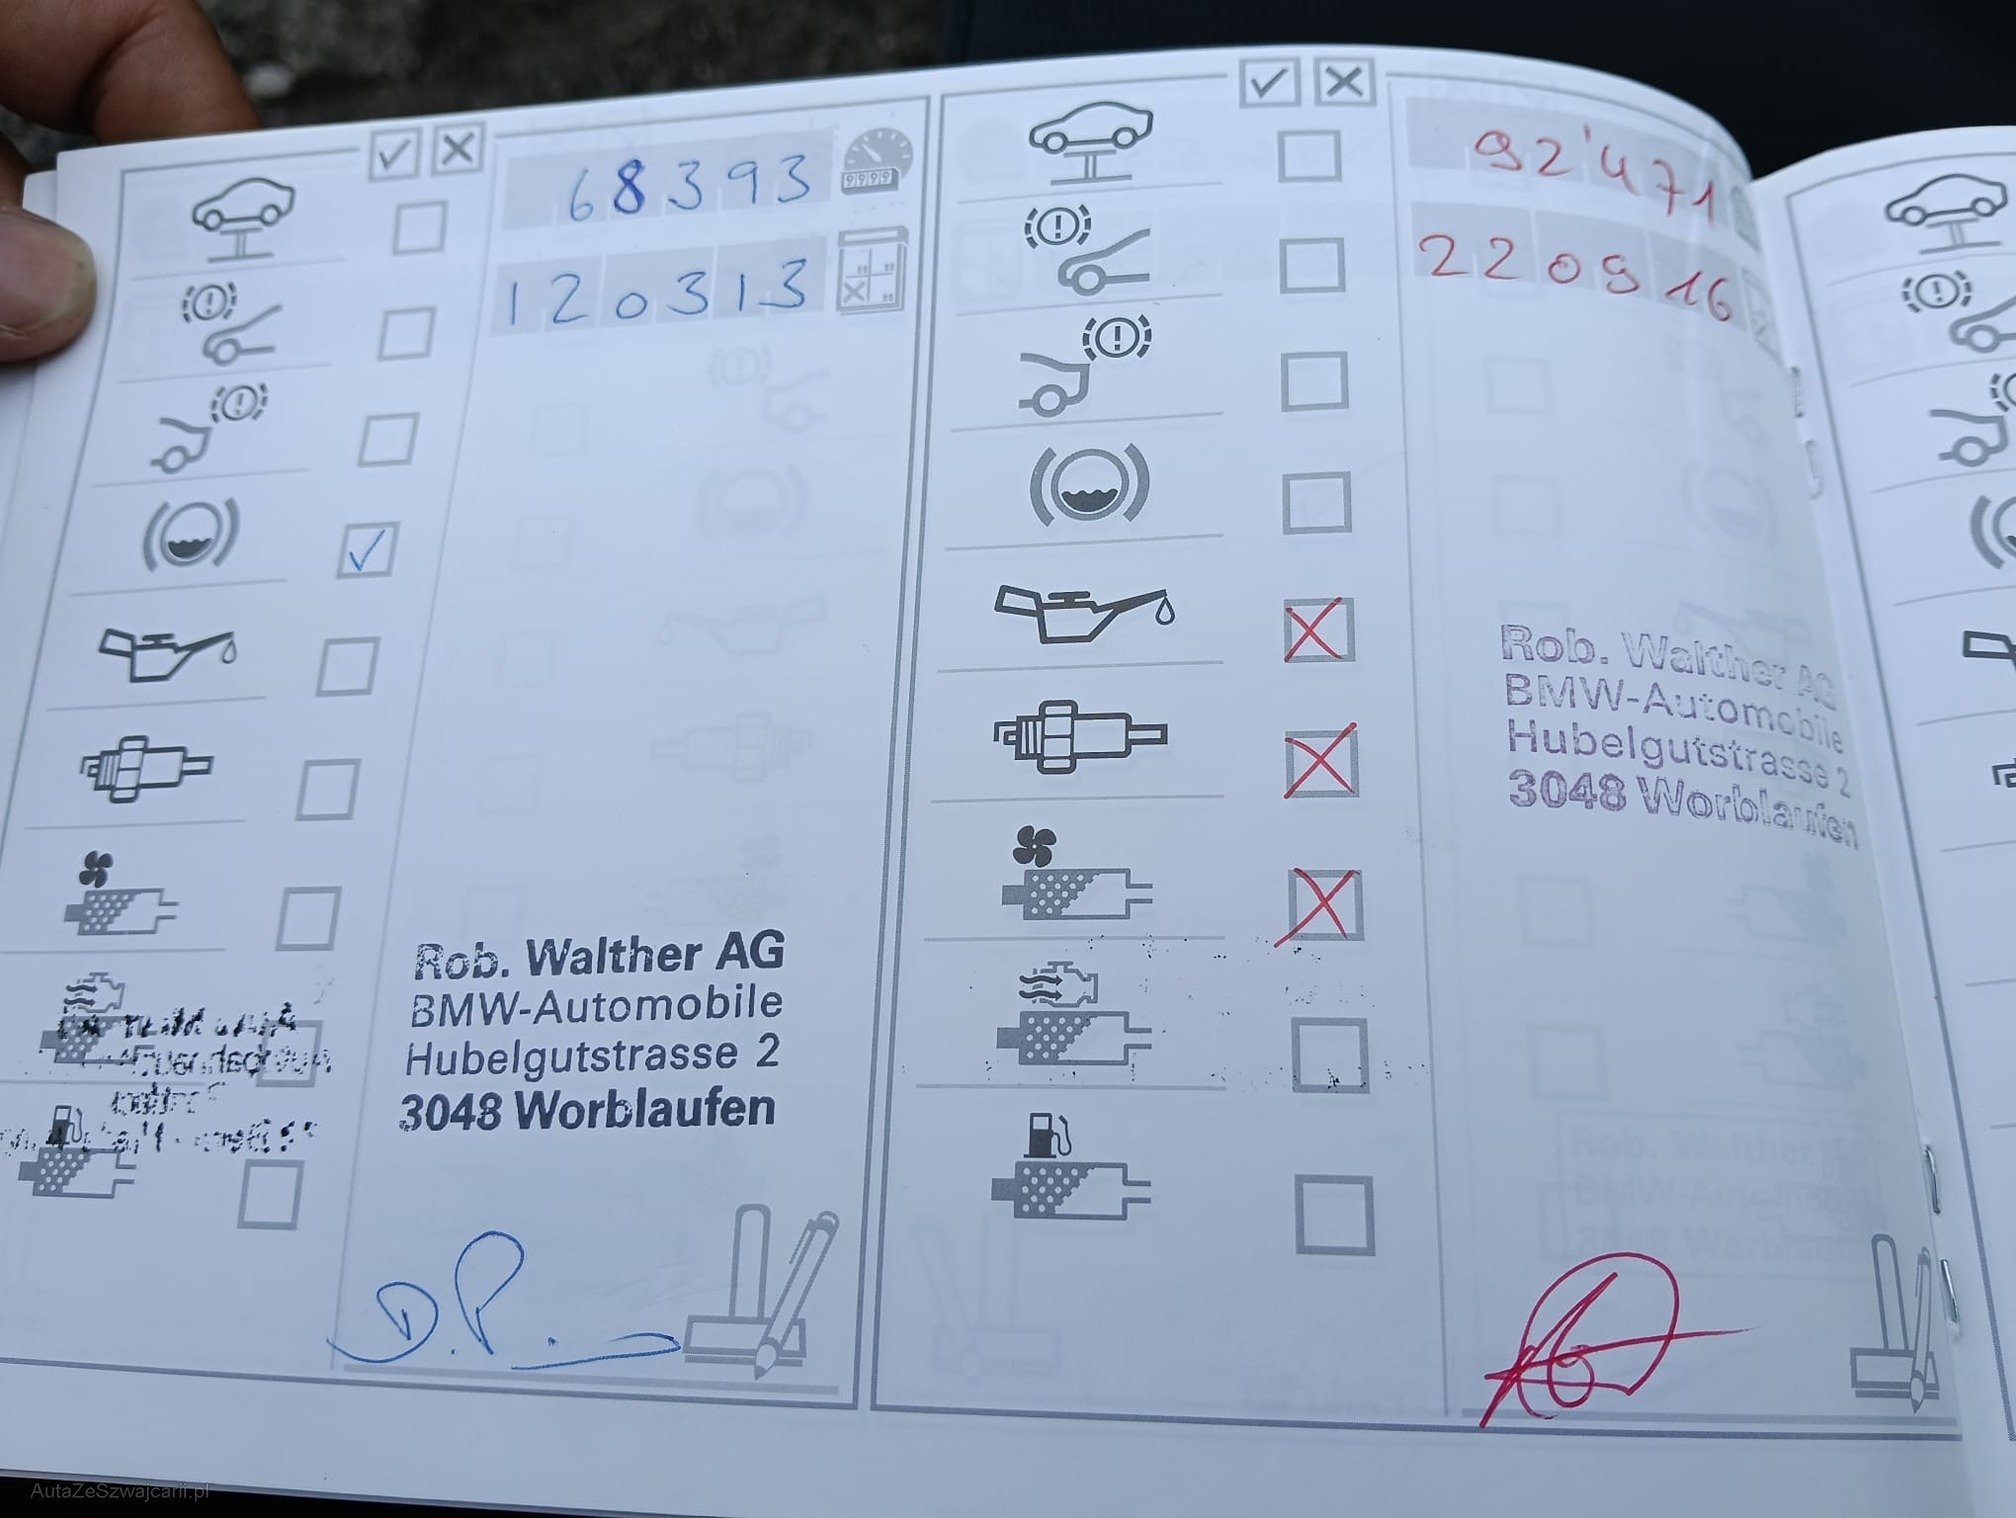 68393
120313
Rob. Walther AG
BMW-Automobile
Hubelgutstrasse 2
3048 Worblaufen
D.P.
92'471
220916
Rob. Walther AG
BMW-Automobile
Hubelgutstrasse 2
3048 Worblaufen
AutaZeSzwajcarii.pl